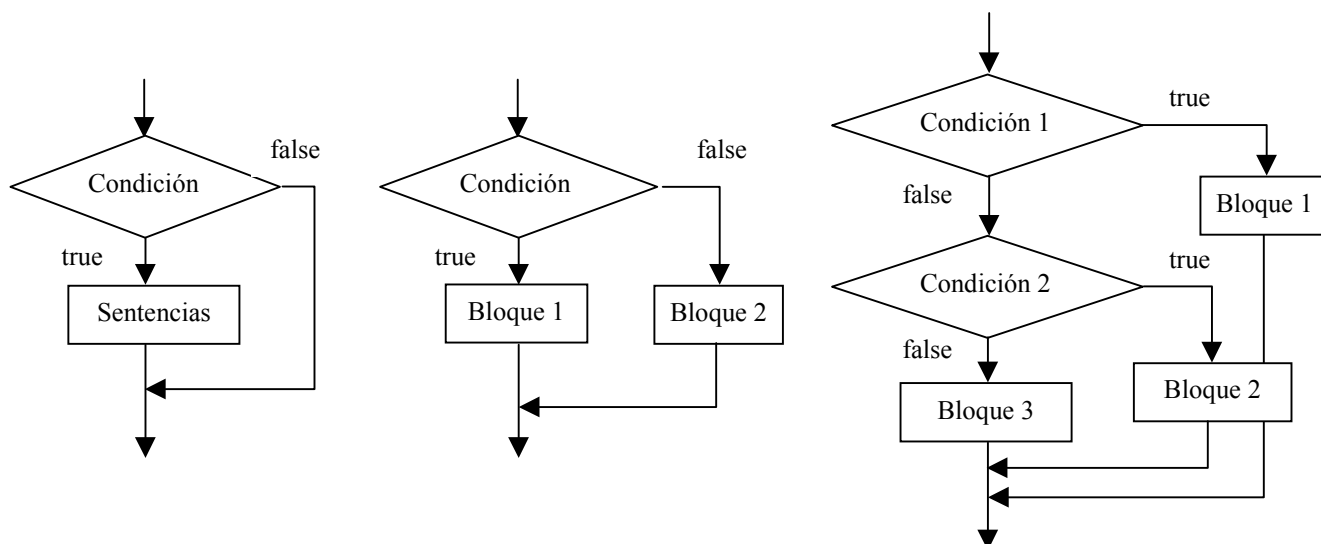 Condición
false
true
Sentencias
Condición
false
true
Bloque 1
Bloque 2
Condición 1
true
false
Bloque 1
Condición 2
true
false
Bloque 2
Bloque 3